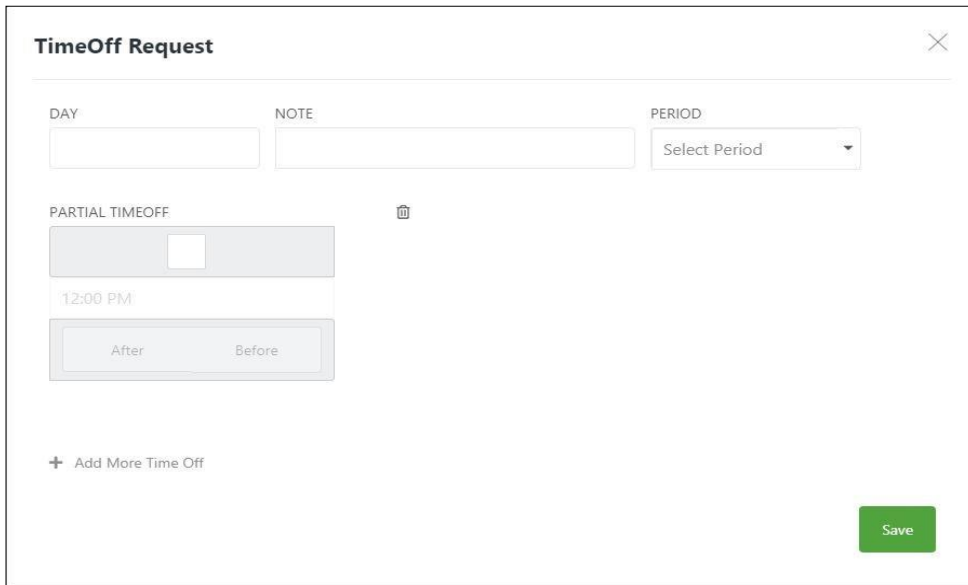 TimeOff Request
DAY NOTE PERIOD
Select Period
PARTIAL TIMEOFF
12:00 PM
After Before
Add More Time Off
Save